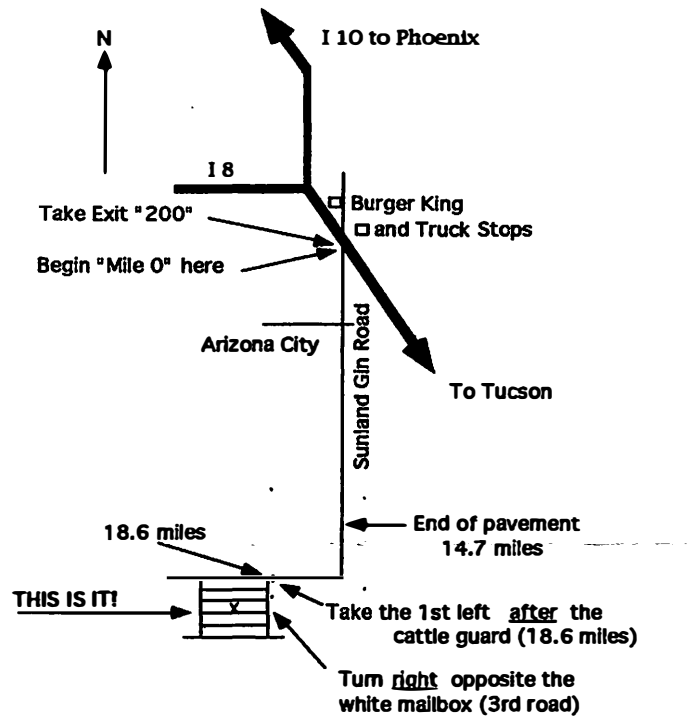 N
I 10 to Phoenix
I 8
Burger King
and Truck Stops
Take Exit "200"
Begin "Mile 0" here
Arizona City
Sunland Gin Road
To Tucson
End of pavement
14.7 miles
18.6 miles
THIS IS IT!
X
Take the 1st left after the
cattle guard (18.6 miles)
Turn right opposite the
white mailbox (3rd road)